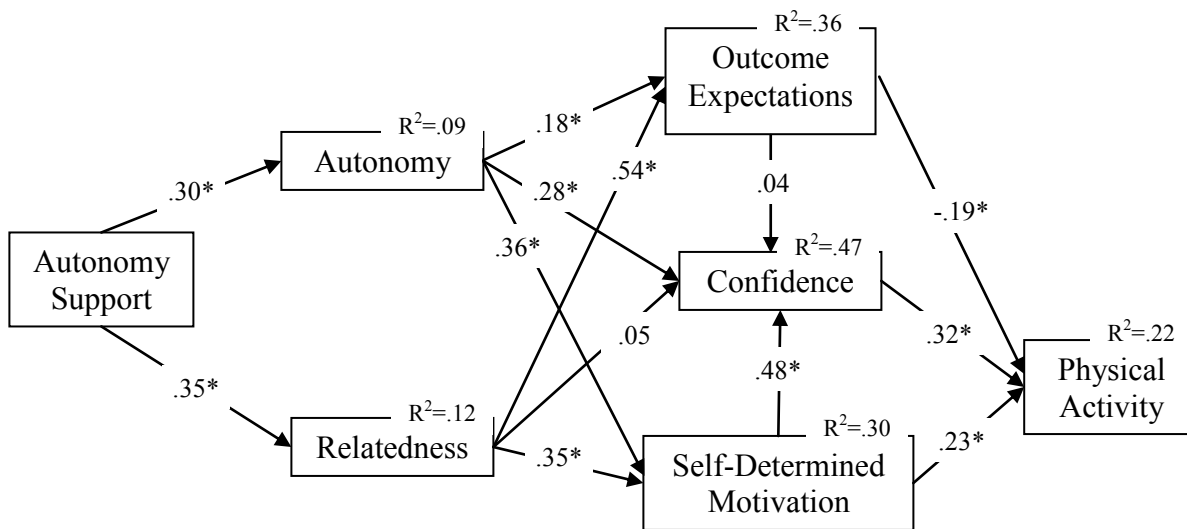 R²=.36
Outcome
Expectations
R²=.09
Autonomy
.18*
.54*
.28*
.04
.30*
-.19*
.36*
R²=.47
Confidence
Autonomy
Support
.05
.32*
R²=.22
Physical
Activity
.35*
.48*
R²=.12
Relatedness
.35*
R²=.30
Self-Determined
Motivation
.23*